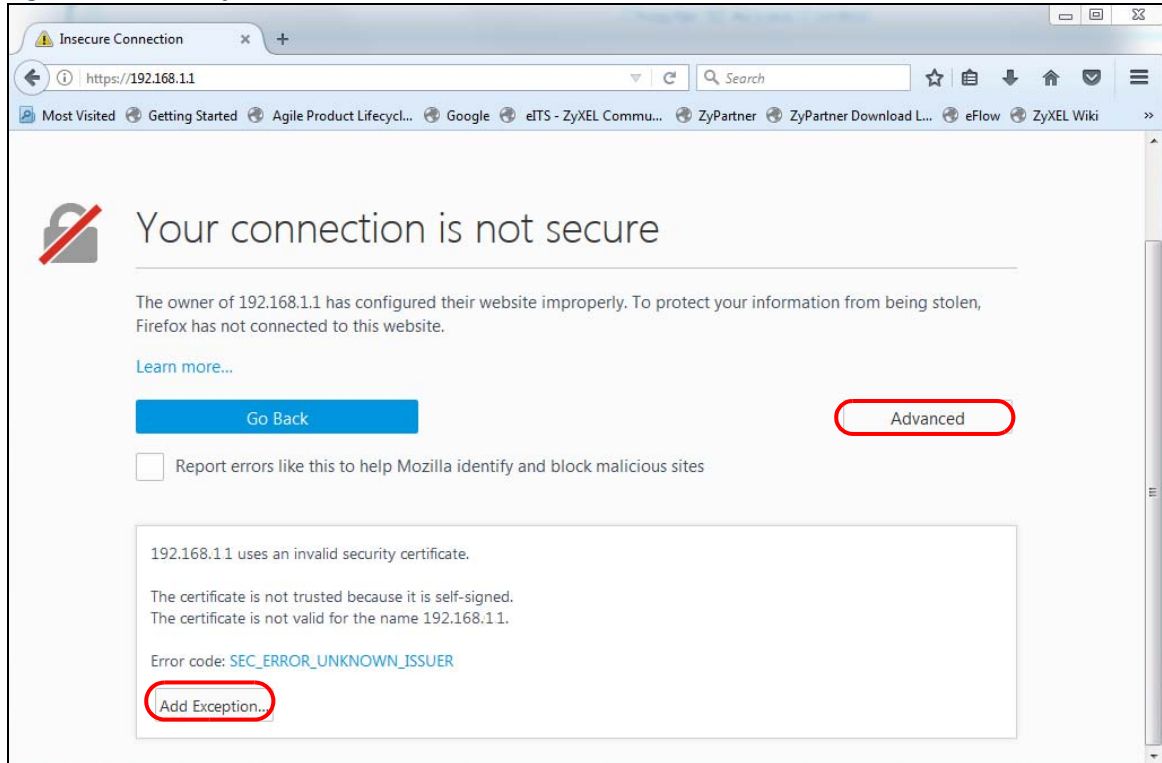 Insecure Connection
https://192.168.1.1
Search
Most Visited Getting Started Agile Product Lifecycl... Google eITS - ZyXEL Commu... ZyPartner ZyPartner Download L... eFlow ZyXEL Wiki
Your connection is not secure
The owner of 192.168.1.1 has configured their website improperly. To protect your information from being stolen,
Firefox has not connected to this website.
Learn more...
Go Back
Advanced
Report errors like this to help Mozilla identify and block malicious sites
192.168.1.1 uses an invalid security certificate.
The certificate is not trusted because it is self-signed.
The certificate is not valid for the name 192.168.1.1.
Error code: SEC_ERROR_UNKNOWN_ISSUER
Add Exception...